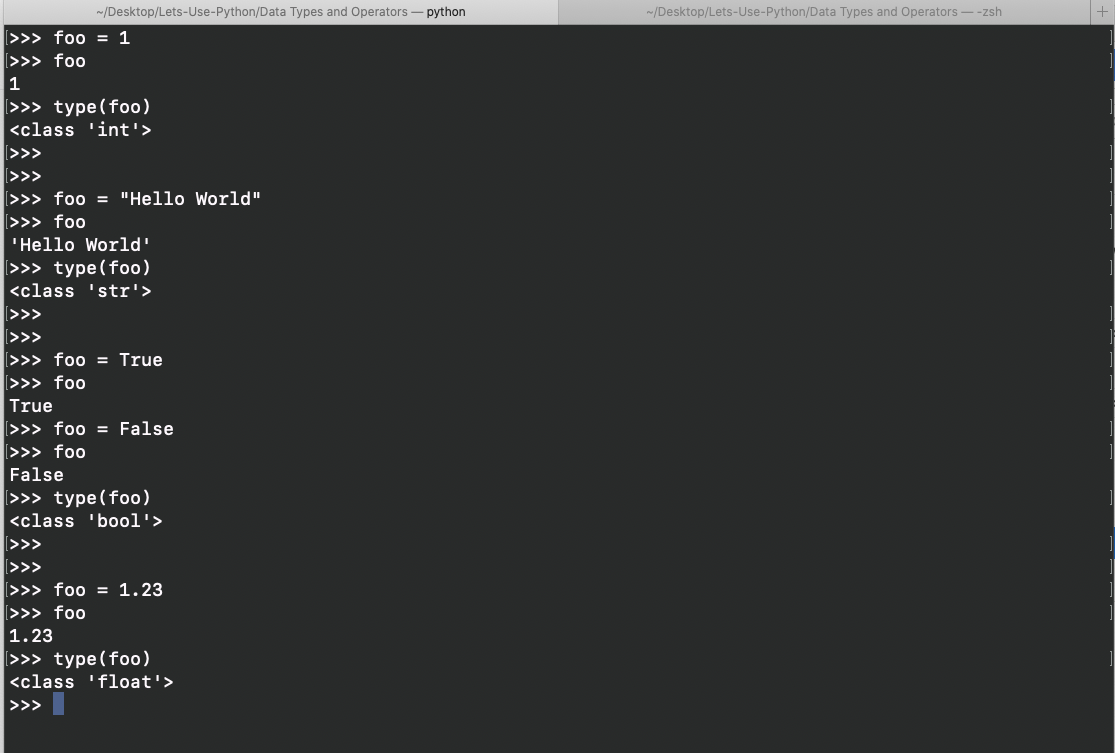 ~/Desktop/Lets-Use-Python/Data Types and Operators — python
~/Desktop/Lets-Use-Python/Data Types and Operators — -zsh
+
[>>> foo = 1 ]
[>>> foo ]
1
[>>> type(foo) ]
<class 'int'>
[>>> ]
[>>> ]
[>>> foo = "Hello World" ]
[>>> foo ]
'Hello World'
[>>> type(foo) ]
<class 'str'>
[>>> ]
[>>> ]
[>>> foo = True ]
[>>> foo ]
True
[>>> foo = False ]
[>>> foo ]
False
[>>> type(foo) ]
<class 'bool'>
[>>> ]
[>>> ]
[>>> foo = 1.23 ]
[>>> foo ]
1.23
[>>> type(foo) ]
<class 'float'>
>>>